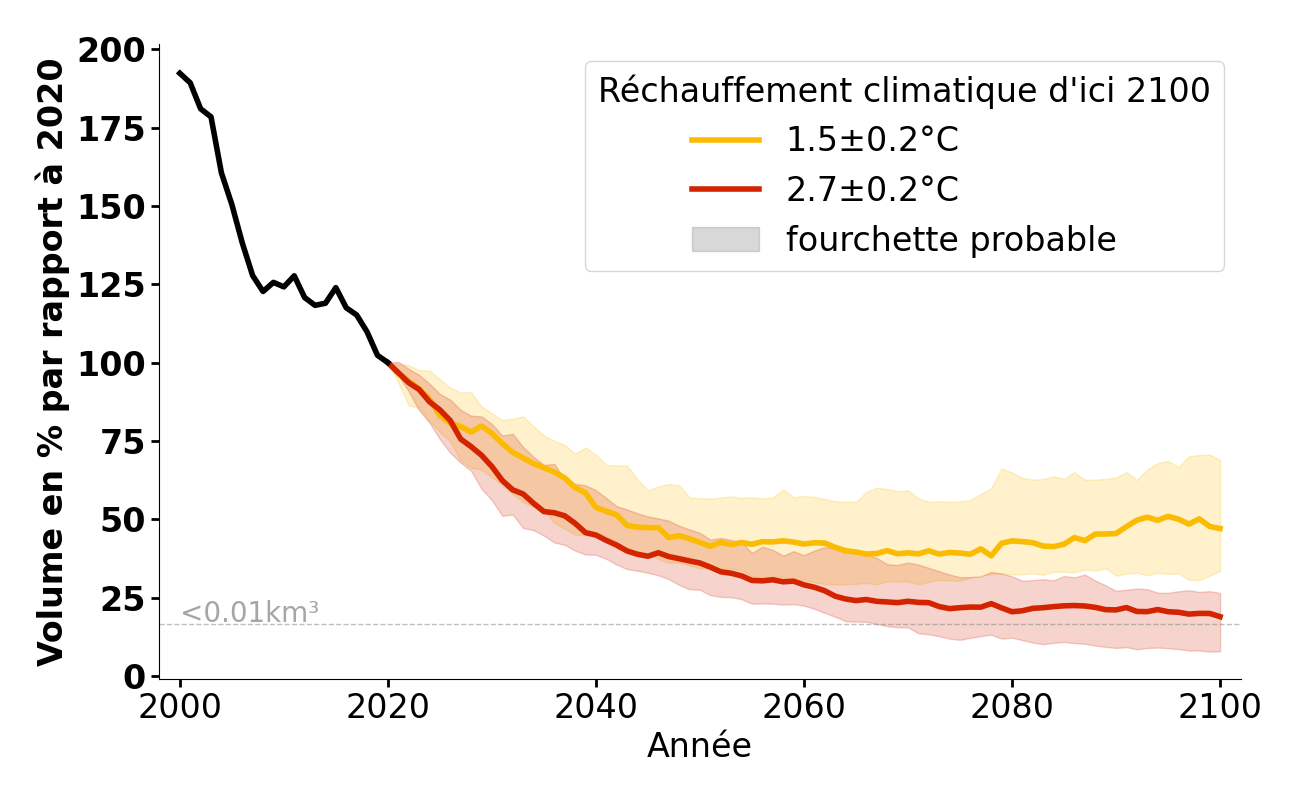 Volume en % par rapport à 2020
200
175
150
125
100
75
50
25
0
Réchauffement climatique d'ici 2100
1.5±0.2°C
2.7±0.2°C
fourchette probable
<0.01km³
2000 2020 2040 2060 2080 2100
Année